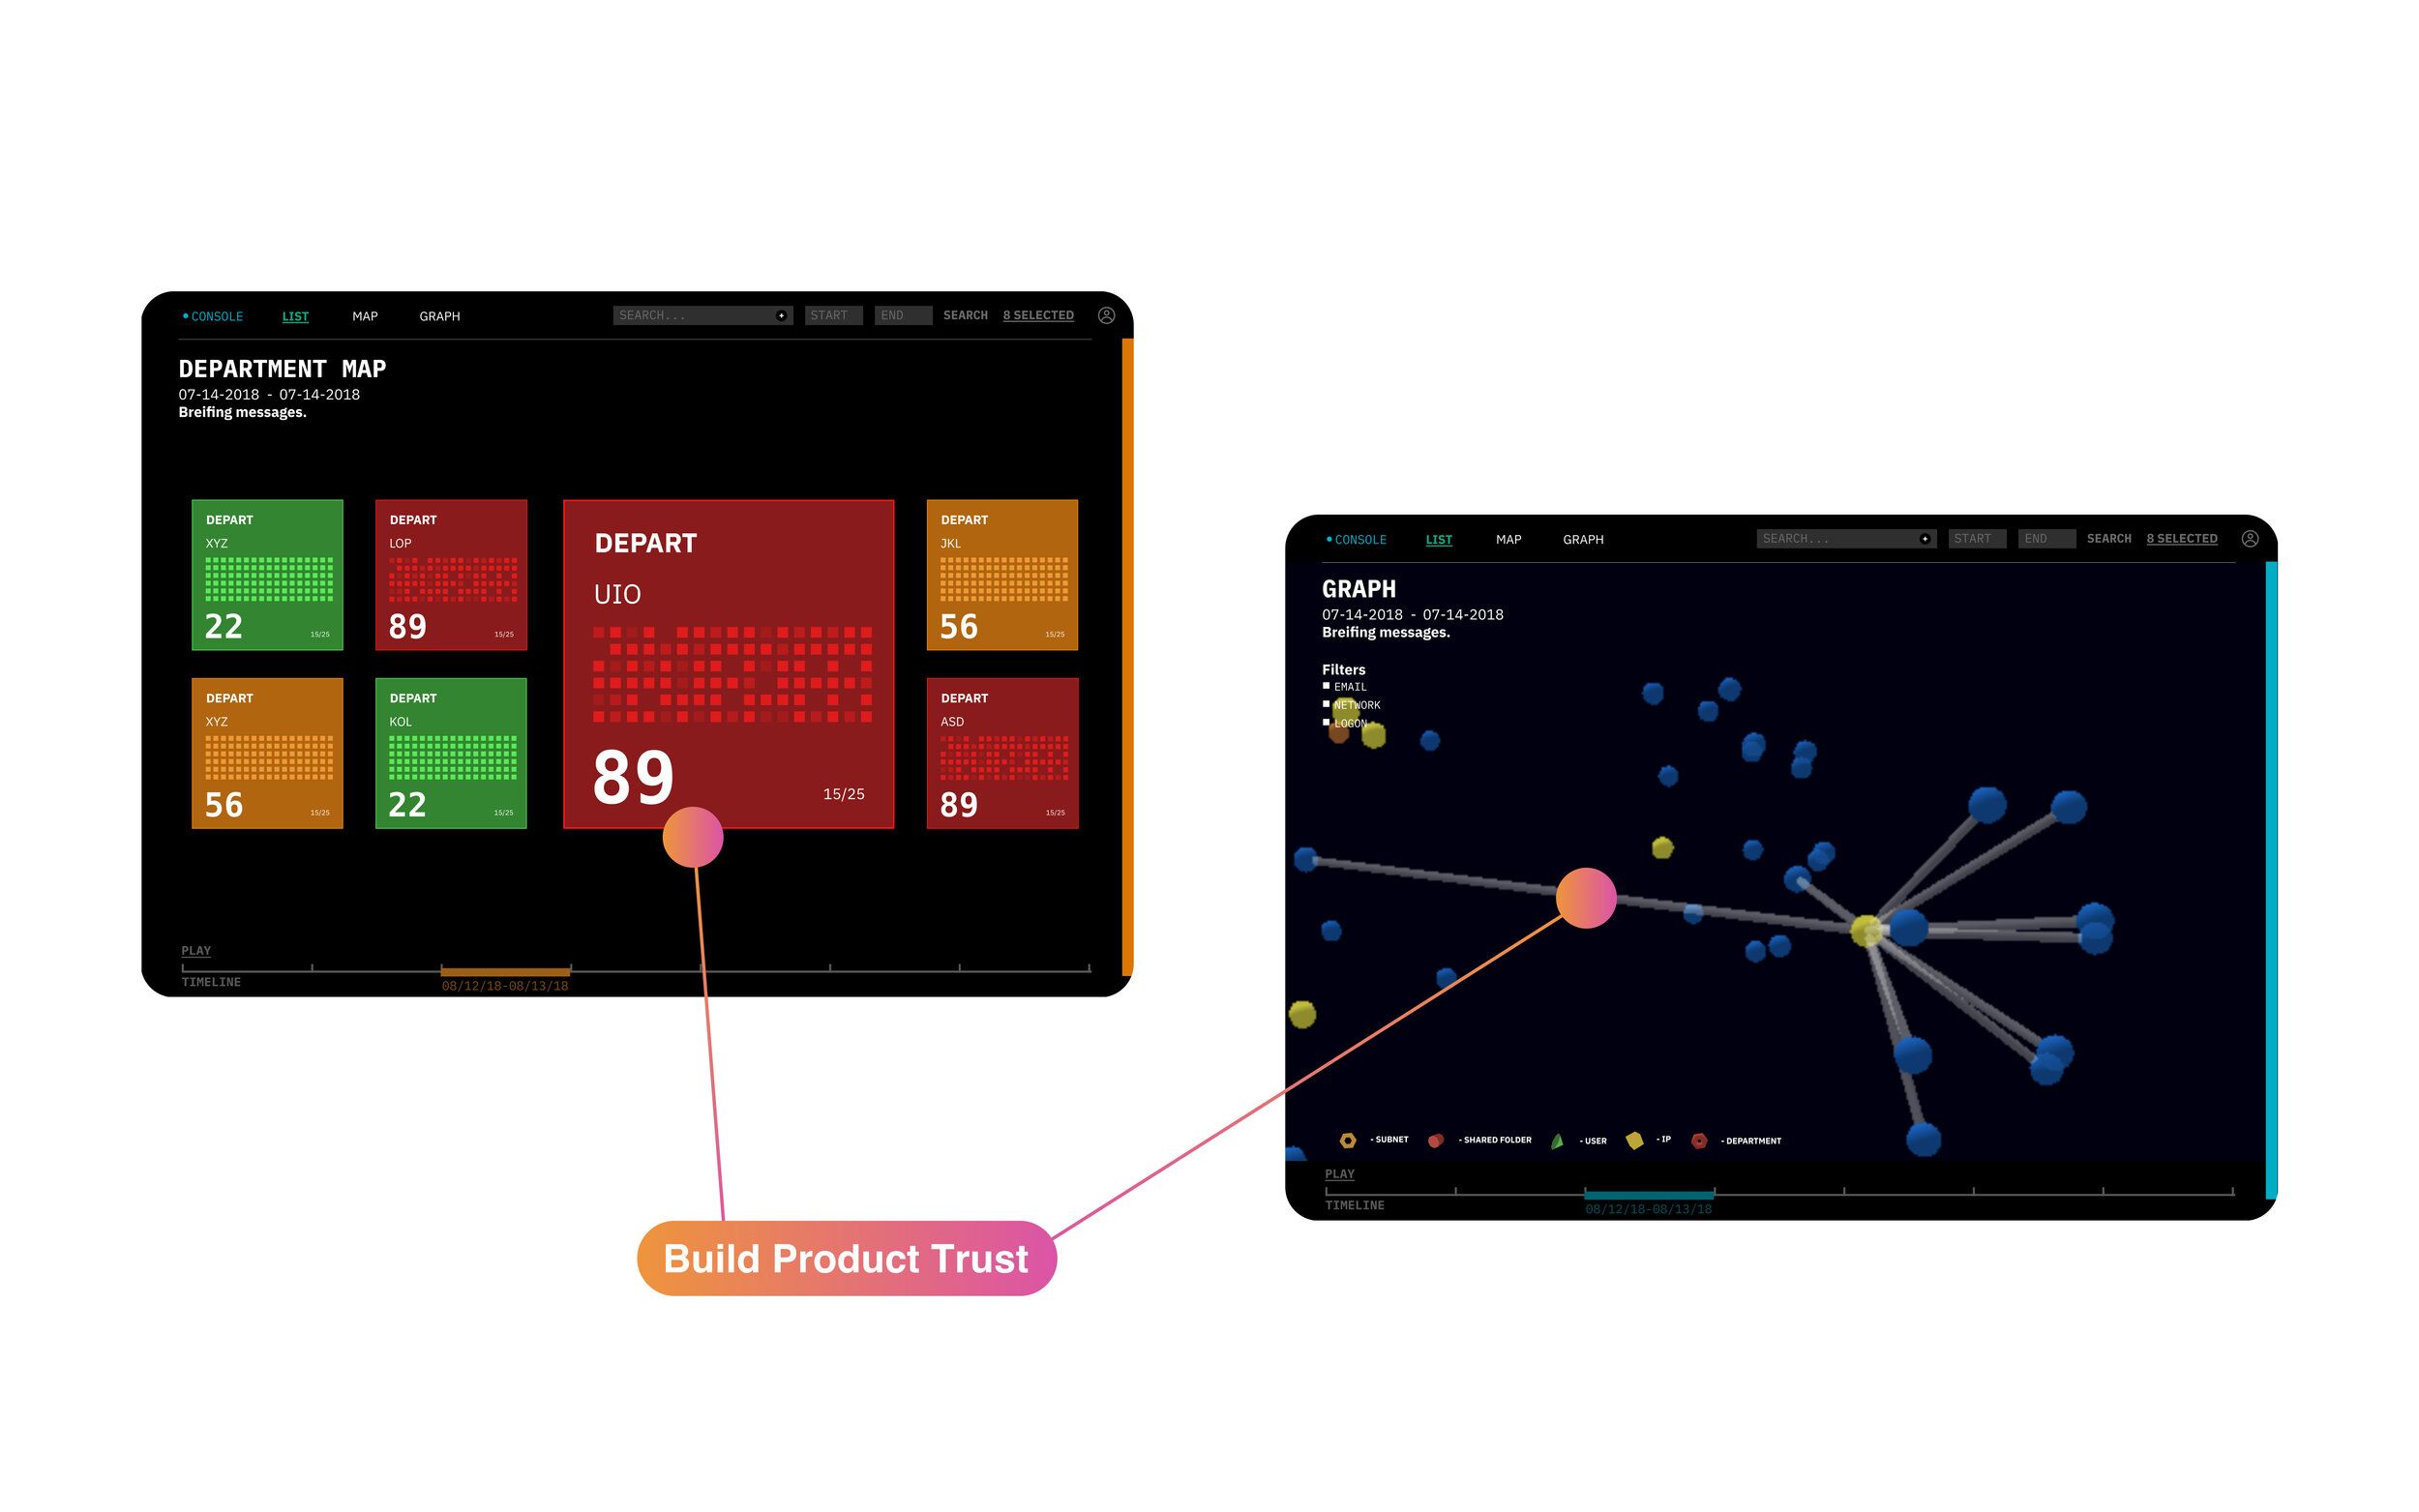 CONSOLE LIST MAP GRAPH SEARCH... START END SEARCH 8 SELECTED
DEPARTMENT MAP
07-14-2018 - 07-14-2018
Breifing messages.
DEPART
XYZ
22
15/25
DEPART
LOP
89
15/25
DEPART
UIO
89
15/25
DEPART
JKL
56
15/25
DEPART
XYZ
56
15/25
DEPART
KOL
22
15/25
DEPART
ASD
89
15/25
PLAY
TIMELINE
08/12/18-08/13/18
CONSOLE LIST MAP GRAPH SEARCH... START END SEARCH 8 SELECTED
GRAPH
07-14-2018 - 07-14-2018
Breifing messages.
Filters
EMAIL
NETWORK
LOGON
- SUBNET - SHARED FOLDER - USER - IP - DEPARTMENT
PLAY
TIMELINE
08/12/18-08/13/18
Build Product Trust